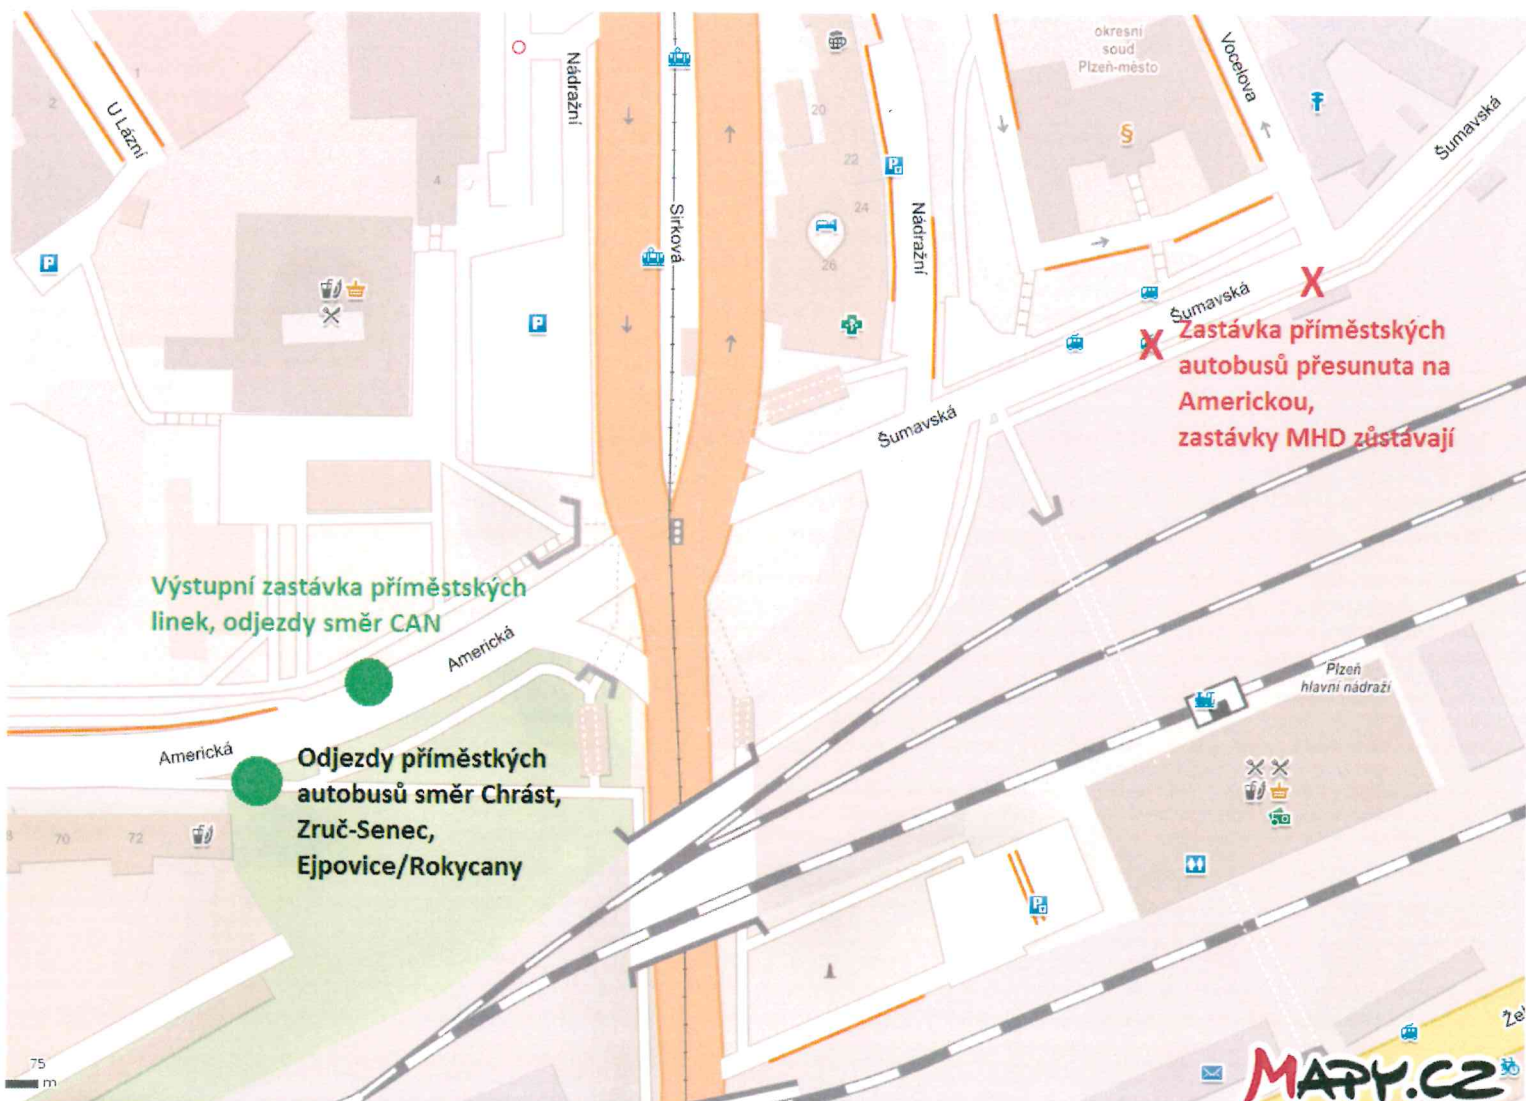 okresní
soud
Plzeň-město
Vocelova
Nádražní
1
2
U Lázní
20
Šumavská
22
4
24
Sirková
Nádražní
26
Šumavská
Zastávka příměstských
autobusů přesunuta na
Americkou,
zastávky MHD zůstávají
X
X
Šumavská
Výstupní zastávka příměstských
linek, odjezdy směr CAN
Americká
Plzeň
hlavní nádraží
Americká
Odjezdy příměstkých
autobusů směr Chrást,
Zruč-Senec,
Ejpovice/Rokycany
70
72
75
m
MAPY.CZ